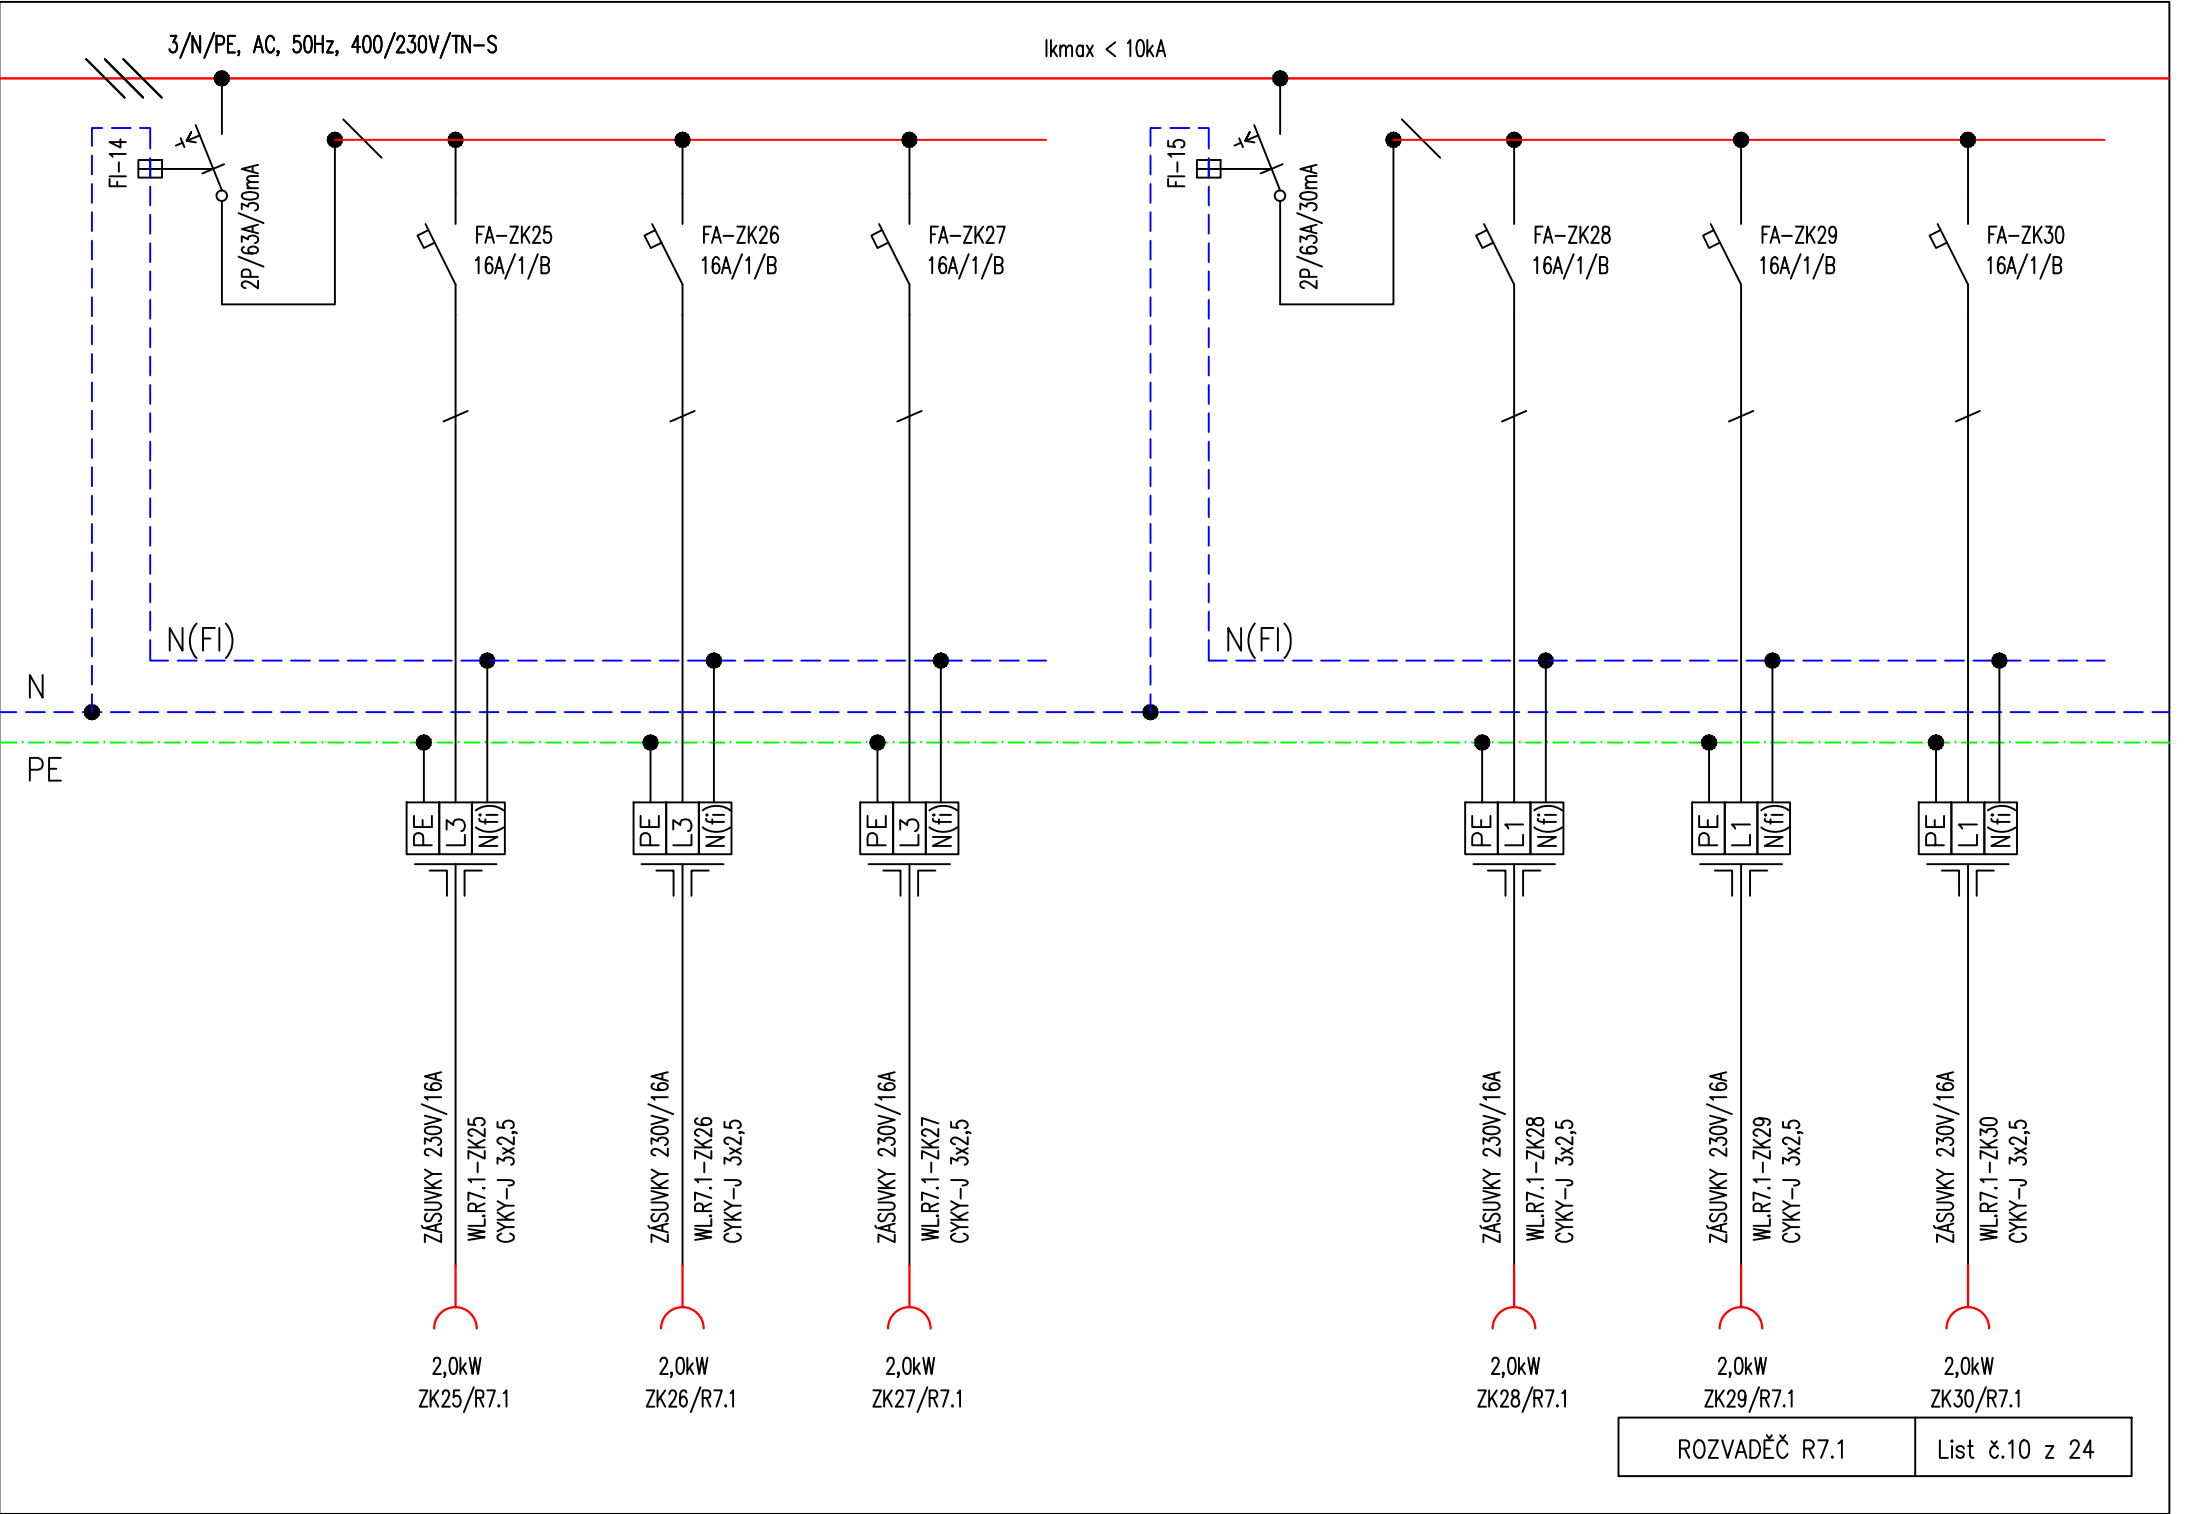 3/N/PE, AC, 50Hz, 400/230V/TN-S
Ikmax < 10kA
FI-14
2P/63A/30mA
FA-ZK25
16A/1/B
FA-ZK26
16A/1/B
FA-ZK27
16A/1/B
FI-15
2P/63A/30mA
FA-ZK28
16A/1/B
FA-ZK29
16A/1/B
FA-ZK30
16A/1/B
N(FI)
N(FI)
N
PE
PE L3 N(fi)
PE L3 N(fi)
PE L3 N(fi)
PE L1 N(fi)
PE L1 N(fi)
PE L1 N(fi)
ZÁSUVKY 230V/16A
WL.R7.1-ZK25
CYKY-J 3x2,5
ZÁSUVKY 230V/16A
WL.R7.1-ZK26
CYKY-J 3x2,5
ZÁSUVKY 230V/16A
WL.R7.1-ZK27
CYKY-J 3x2,5
ZÁSUVKY 230V/16A
WL.R7.1-ZK28
CYKY-J 3x2,5
ZÁSUVKY 230V/16A
WL.R7.1-ZK29
CYKY-J 3x2,5
ZÁSUVKY 230V/16A
WL.R7.1-ZK30
CYKY-J 3x2,5
2,0kW
ZK25/R7.1
2,0kW
ZK26/R7.1
2,0kW
ZK27/R7.1
2,0kW
ZK28/R7.1
2,0kW
ZK29/R7.1
2,0kW
ZK30/R7.1
ROZVADĚČ R7.1
List č.10 z 24